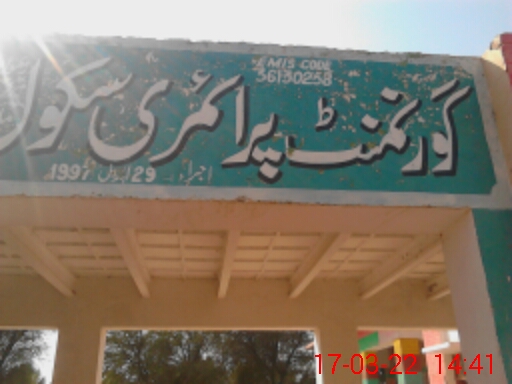 EMIS CODE
36130258
گورنمنٹ پرائمری سکول
اجراء 29 اپریل 1997
17-03-22 14:41